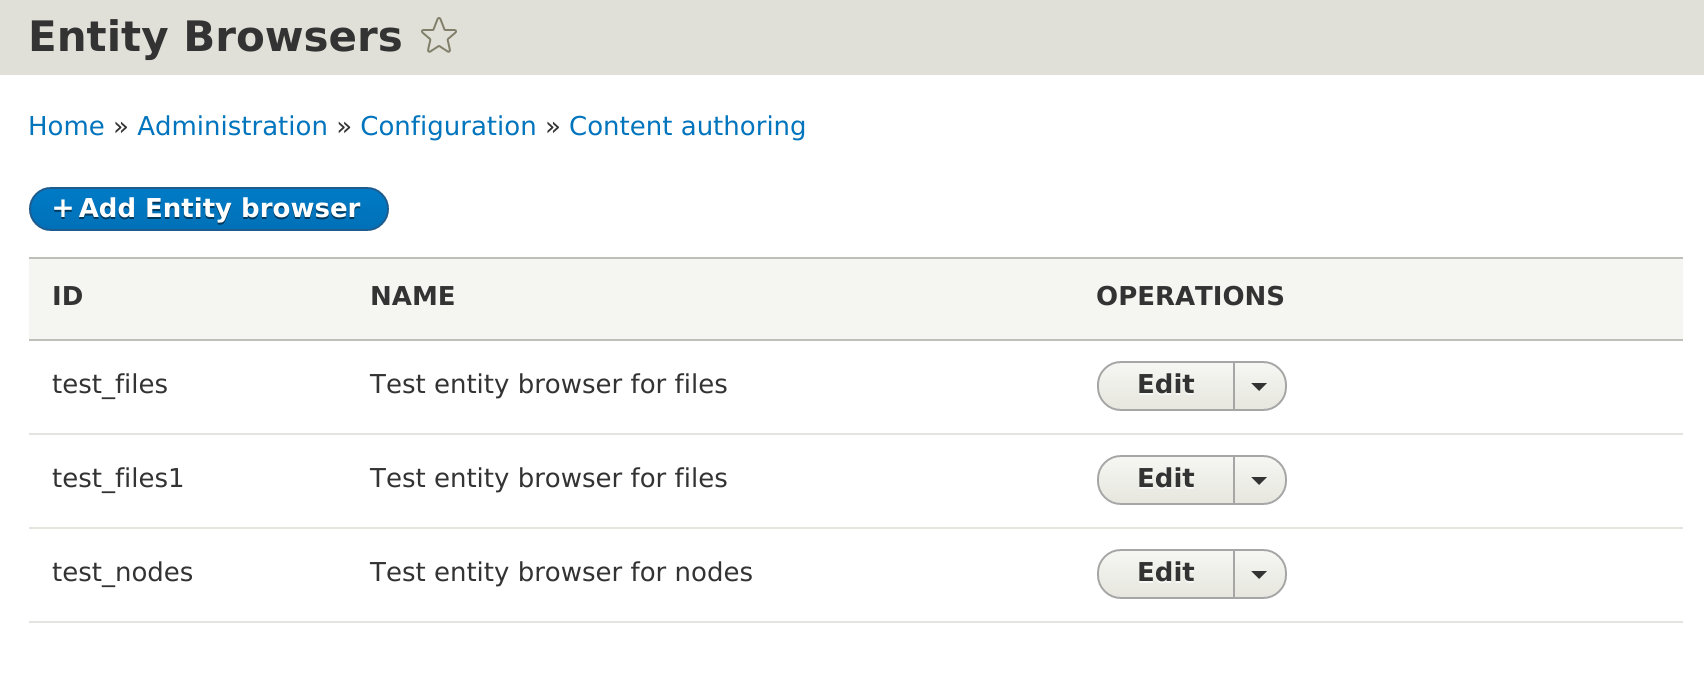 Entity Browsers
Home » Administration » Configuration » Content authoring
+ Add Entity browser
ID NAME OPERATIONS
test_files Test entity browser for files Edit
test_files1 Test entity browser for files Edit
test_nodes Test entity browser for nodes Edit